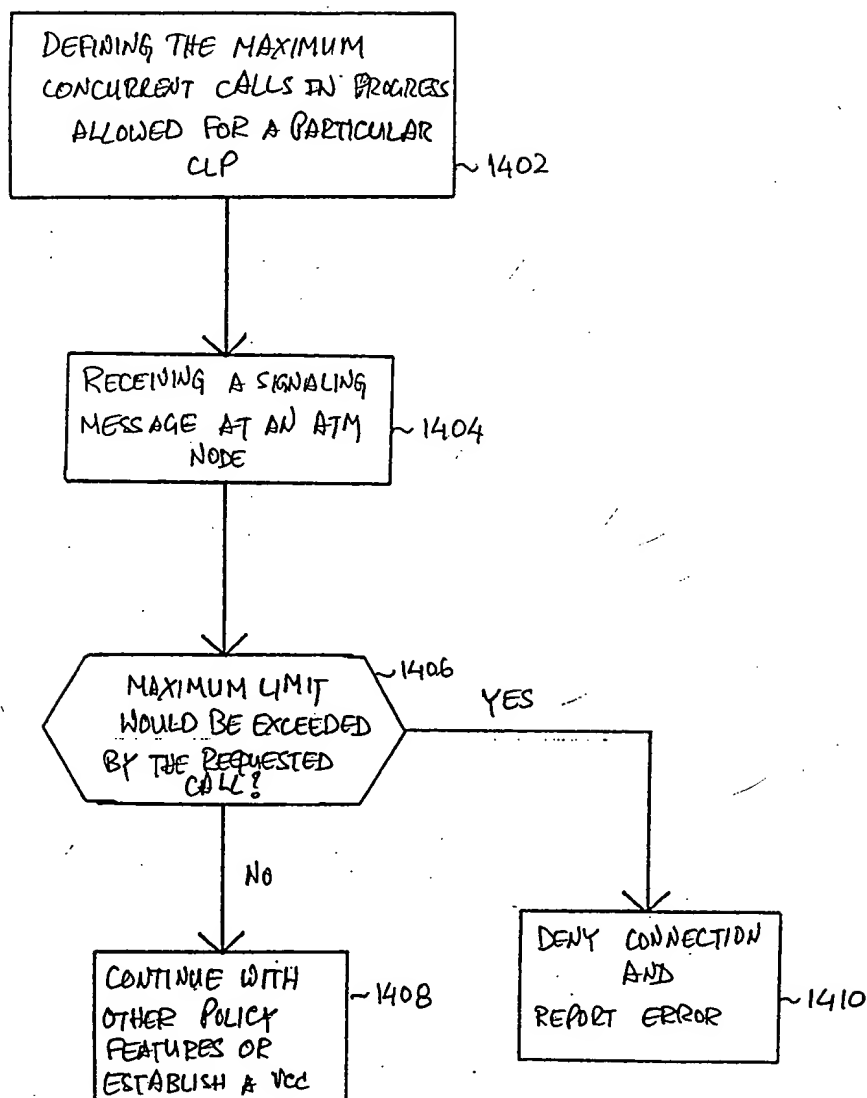 DEFINING THE MAXIMUM
CONCURRENT CALLS IN PROGRESS
ALLOWED FOR A PARTICULAR
CLP
~ 1402
RECEIVING A SIGNALING
MESSAGE AT AN ATM
NODE
~ 1404
~ 1406
MAXIMUM LIMIT
WOULD BE EXCEEDED
BY THE REQUESTED
CALL?
YES
NO
CONTINUE WITH
OTHER POLICY
FEATURES OR
ESTABLISH A VCC
~ 1408
DENY CONNECTION
AND
REPORT ERROR
~ 1410